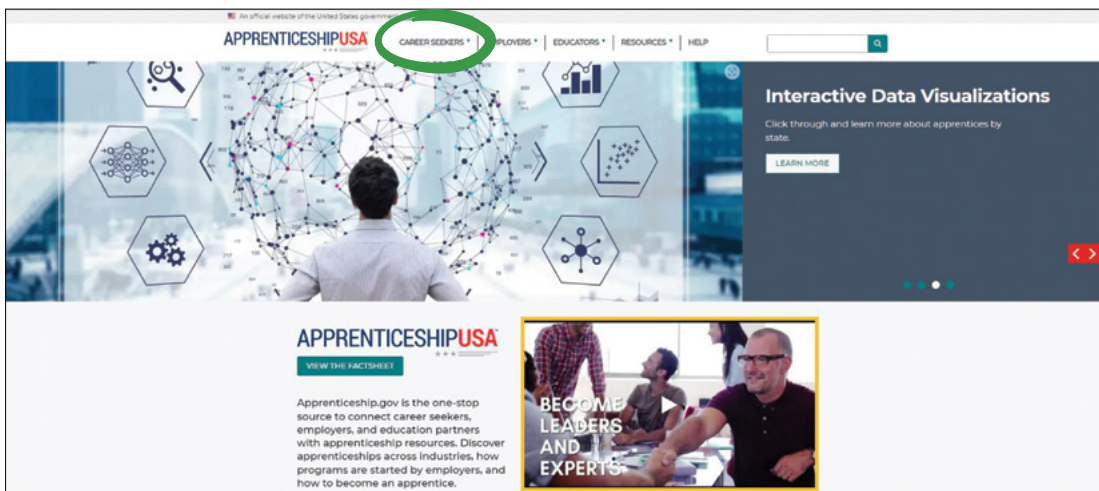 An official website of the United States government
APPRENTICESHIPUSA
CAREER SEEKERS EMPLOYERS EDUCATORS RESOURCES HELP
Interactive Data Visualizations
Click through and learn more about apprentices by
state.
LEARN MORE
APPRENTICESHIPUSA
VIEW THE FACTSHEET
Apprenticeship.gov is the one-stop
source to connect career seekers,
employers, and education partners
with apprenticeship resources. Discover
apprenticeships across industries, how
programs are started by employers, and
how to become an apprentice.
BECOME
LEADERS
AND
EXPERTS